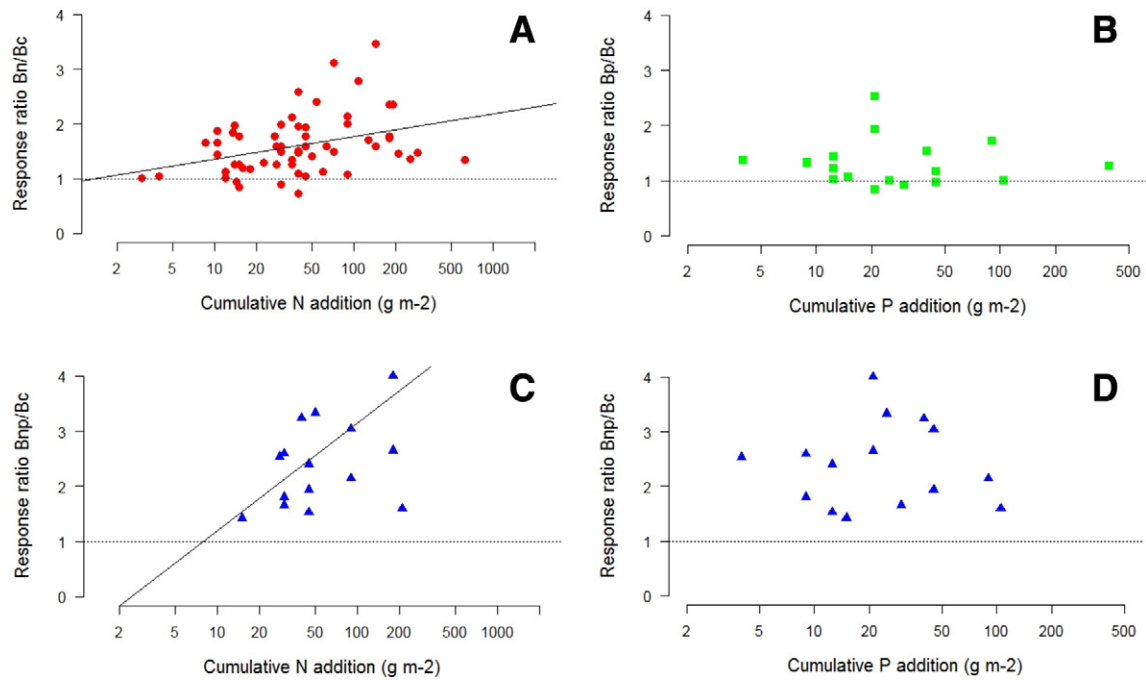 A
Response ratio Bn/Bc
4
3
2
1
0
2 5 10 20 50 100 200 500 1000
Cumulative N addition (g m-2)
B
Response ratio Bp/Bc
4
3
2
1
0
2 5 10 20 50 100 200 500
Cumulative P addition (g m-2)
C
Response ratio Bnp/Bc
4
3
2
1
0
2 5 10 20 50 100 200 500 1000
Cumulative N addition (g m-2)
D
Response ratio Bnp/Bc
4
3
2
1
0
2 5 10 20 50 100 200 500
Cumulative P addition (g m-2)